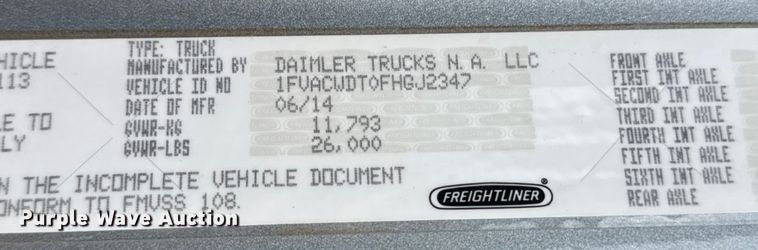 TYPE: TRUCK
HICLE MANUFACTURED BY DAIMLER TRUCKS N.A. LLC FRONT AXLE
113 VEHICLE ID NO 1FVACWDT0FHGJ2347 FIRST INT AXLE
DATE OF MFR 06/14 SECOND INT AXLE
LE TO GVWR-KG 11,793 THIRD INT AXLE
LY GVWR-LBS 26,000 FOURTH INT AXLE
FIFTH INT AXLE
N THE INCOMPLETE VEHICLE DOCUMENT SIXTH INT AXLE
ONFORM TO FMVSS 108. FREIGHTLINER® REAR AXLE
Purple Wave Auction